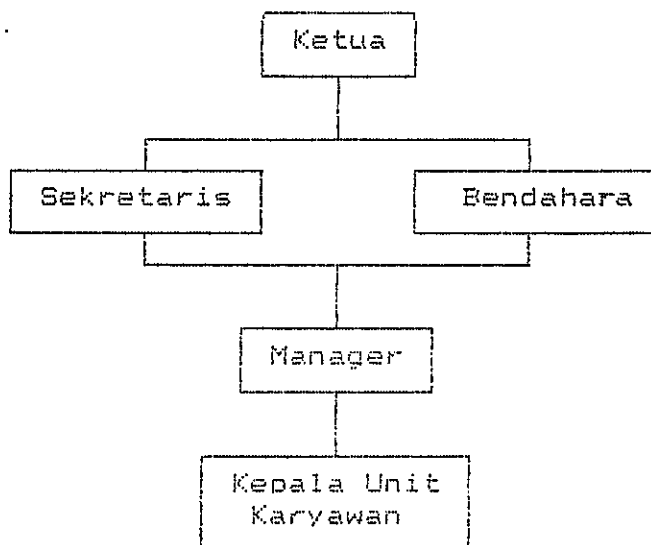 Ketua
Sekretaris
Bendahara
Manager
Kepala Unit
Karyawan